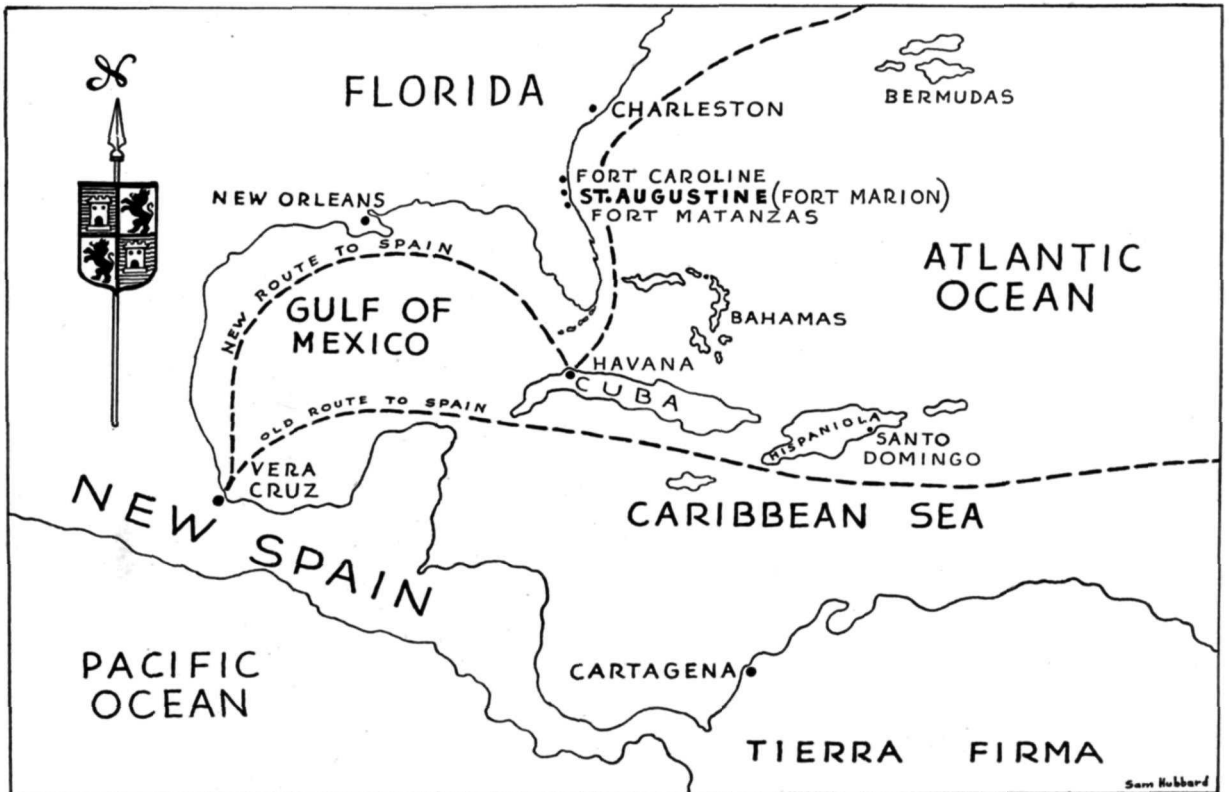 N
FLORIDA
BERMUDAS
CHARLESTON
FORT CAROLINE
ST. AUGUSTINE (FORT MARION)
FORT MATANZAS
NEW ORLEANS
NEW ROUTE TO SPAIN
ATLANTIC
OCEAN
GULF OF
MEXICO
BAHAMAS
HAVANA
CUBA
OLD ROUTE TO SPAIN
HISPANIOLA
SANTO
DOMINGO
VERA
CRUZ
NEW SPAIN
CARIBBEAN SEA
PACIFIC
OCEAN
CARTAGENA
TIERRA FIRMA
Sam Hubbard